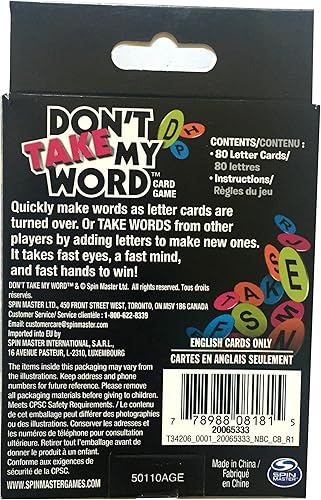 DON'T
TAKE MY
WORD™
CARD
GAME
D H P
CONTENTS/CONTENU :
• 80 Letter Cards/
80 lettres
• Instructions/
Règles du jeu
Quickly make words as letter cards are
turned over. Or TAKE WORDS from other
players by adding letters to make new ones.
It takes fast eyes, a fast mind,
and fast hands to win!
DON'T TAKE MY WORD™ & © Spin Master Ltd. All rights reserved. Tous droits
réservés.
SPIN MASTER LTD., 450 FRONT STREET WEST, TORONTO, ON M5V 1B6 CANADA
Customer Service/ Service clientèle : 1-800-622-8339
Email: customercare@spinmaster.com
Imported into EU by
SPIN MASTER INTERNATIONAL, S.A.R.L.,
16 AVENUE PASTEUR, L-2310, LUXEMBOURG
ENGLISH CARDS ONLY
CARTES EN ANGLAIS SEULEMENT
The items inside this packaging may vary from the
illustrations. Keep address and phone
numbers for future reference. Please remove
all packaging materials before giving to children.
Meets CPSC Safety Requirements. / Le contenu
de l'emballage peut différer des photographies
ou des illustrations. Conserver les adresses et
les numéros de téléphone pour consultation
ultérieure. Retirer tout l'emballage avant de
donner le produit à un enfant.
Conforme aux exigences de
sécurité de la CPSC.
7 78988 08181 5
20065333
T34206_0001_20065333_NBC_CB_R1
WWW.SPINMASTERGAMES.COM
50110AGE
Made in China /
Fabriqué
en Chine
SPIN
MASTER™